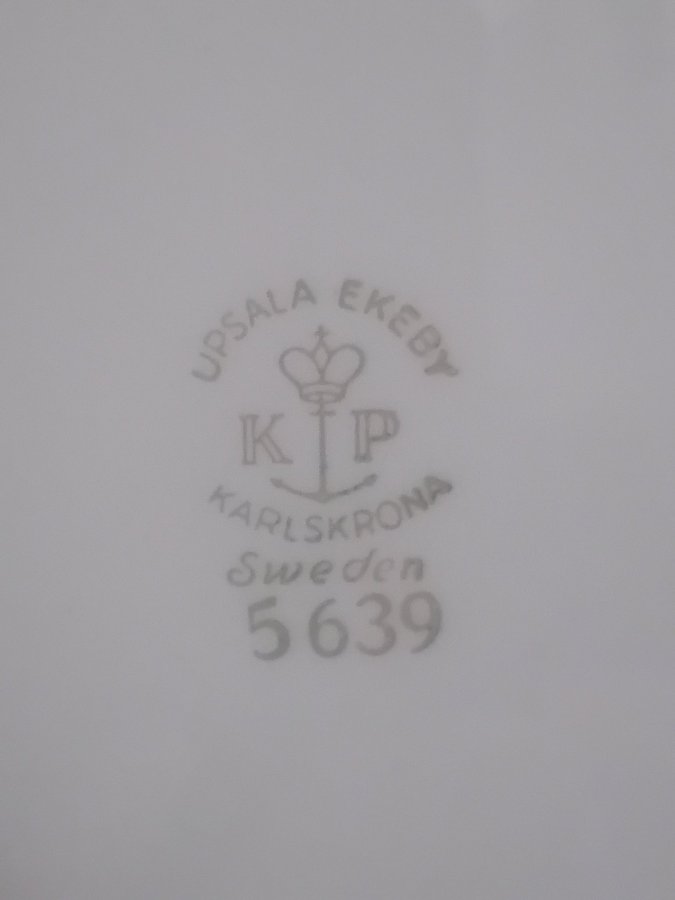 UPSALA EKEBY
K P
KARLSKRONA
Sweden
5639